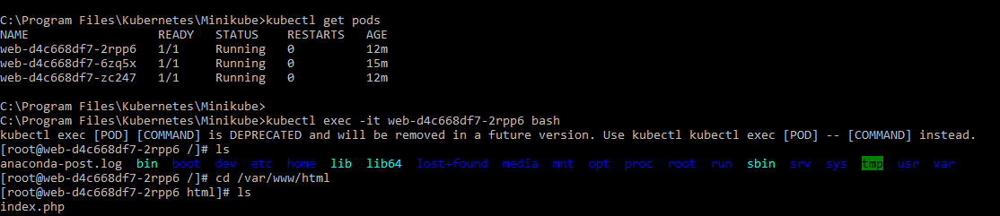 C:\Program Files\Kubernetes\Minikube>kubectl get pods
NAME                  READY   STATUS    RESTARTS   AGE
web-d4c668df7-2rpp6   1/1     Running   0          12m
web-d4c668df7-6zq5x   1/1     Running   0          15m
web-d4c668df7-zc247   1/1     Running   0          12m
C:\Program Files\Kubernetes\Minikube>
C:\Program Files\Kubernetes\Minikube>kubectl exec -it web-d4c668df7-2rpp6 bash
kubectl exec [POD] [COMMAND] is DEPRECATED and will be removed in a future version. Use kubectl kubectl exec [POD] -- [COMMAND] instead.
[root@web-d4c668df7-2rpp6 /]# ls
anaconda-post.log  bin  boot  dev  etc  home  lib  lib64  lost+found  media  mnt  opt  proc  root  run  sbin  srv  sys  tmp  usr  var
[root@web-d4c668df7-2rpp6 /]# cd /var/www/html
[root@web-d4c668df7-2rpp6 html]# ls
index.php